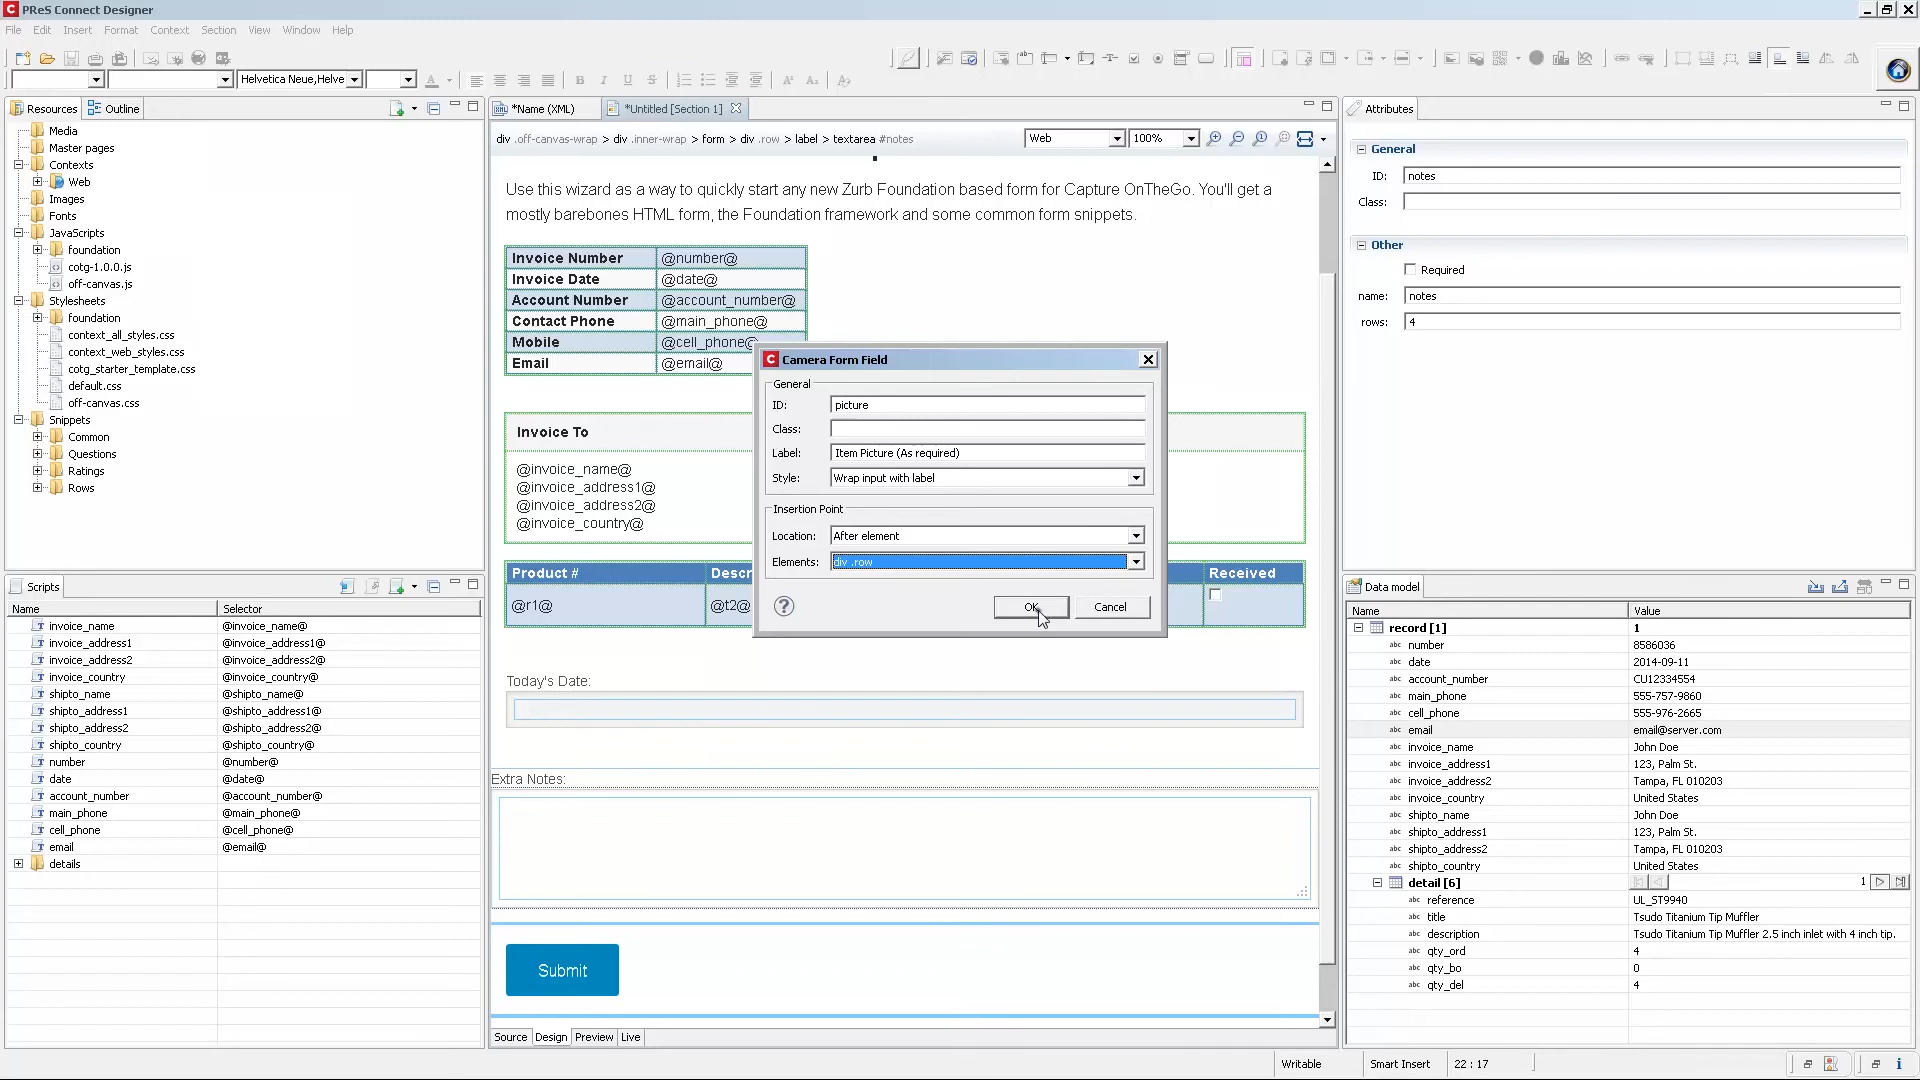 PReS Connect Designer
File Edit Insert Format Context Section View Window Help
Helvetica Neue,Helve
Resources Outline
Media
Master pages
Contexts
Web
Images
Fonts
JavaScripts
foundation
cotg-1.0.0.js
off-canvas.js
Stylesheets
foundation
context_all_styles.css
context_web_styles.css
cotg_starter_template.css
default.css
off-canvas.css
Snippets
Common
Questions
Ratings
Rows
Scripts
Name Selector
invoice_name @invoice_name@
invoice_address1 @invoice_address1@
invoice_address2 @invoice_address2@
invoice_country @invoice_country@
shipto_name @shipto_name@
shipto_address1 @shipto_address1@
shipto_address2 @shipto_address2@
shipto_country @shipto_country@
number @number@
date @date@
account_number @account_number@
main_phone @main_phone@
cell_phone @cell_phone@
email @email@
details
*Name (XML) *Untitled [Section 1]
div .off-canvas-wrap > div .inner-wrap > form > div .row > label > textarea #notes
Web 100%
Use this wizard as a way to quickly start any new Zurb Foundation based form for Capture OnTheGo. You'll get a
mostly barebones HTML form, the Foundation framework and some common form snippets.
Invoice Number @number@
Invoice Date @date@
Account Number @account_number@
Contact Phone @main_phone@
Mobile @cell_phone@
Email @email@
Invoice To
@invoice_name@
@invoice_address1@
@invoice_address2@
@invoice_country@
Product # Descr Received
@r1@ @t2@
Today's Date:
Extra Notes:
Submit
Source Design Preview Live
Camera Form Field
General
ID: picture
Class:
Label: Item Picture (As required)
Style: Wrap input with label
Insertion Point
Location: After element
Elements: div .row
OK Cancel
Attributes
General
ID: notes
Class:
Other
Required
name: notes
rows: 4
Data model
Name Value
record [1] 1
number 8586036
date 2014-09-11
account_number CU12334554
main_phone 555-757-9860
cell_phone 555-976-2665
email email@server.com
invoice_name John Doe
invoice_address1 123, Palm St.
invoice_address2 Tampa, FL 010203
invoice_country United States
shipto_name John Doe
shipto_address1 123, Palm St.
shipto_address2 Tampa, FL 010203
shipto_country United States
detail [6] 1
reference UL_ST9940
title Tsudo Titanium Tip Muffler
description Tsudo Titanium Tip Muffler 2.5 inch inlet with 4 inch tip.
qty_ord 4
qty_bo 0
qty_del 4
Writable Smart Insert 22 : 17